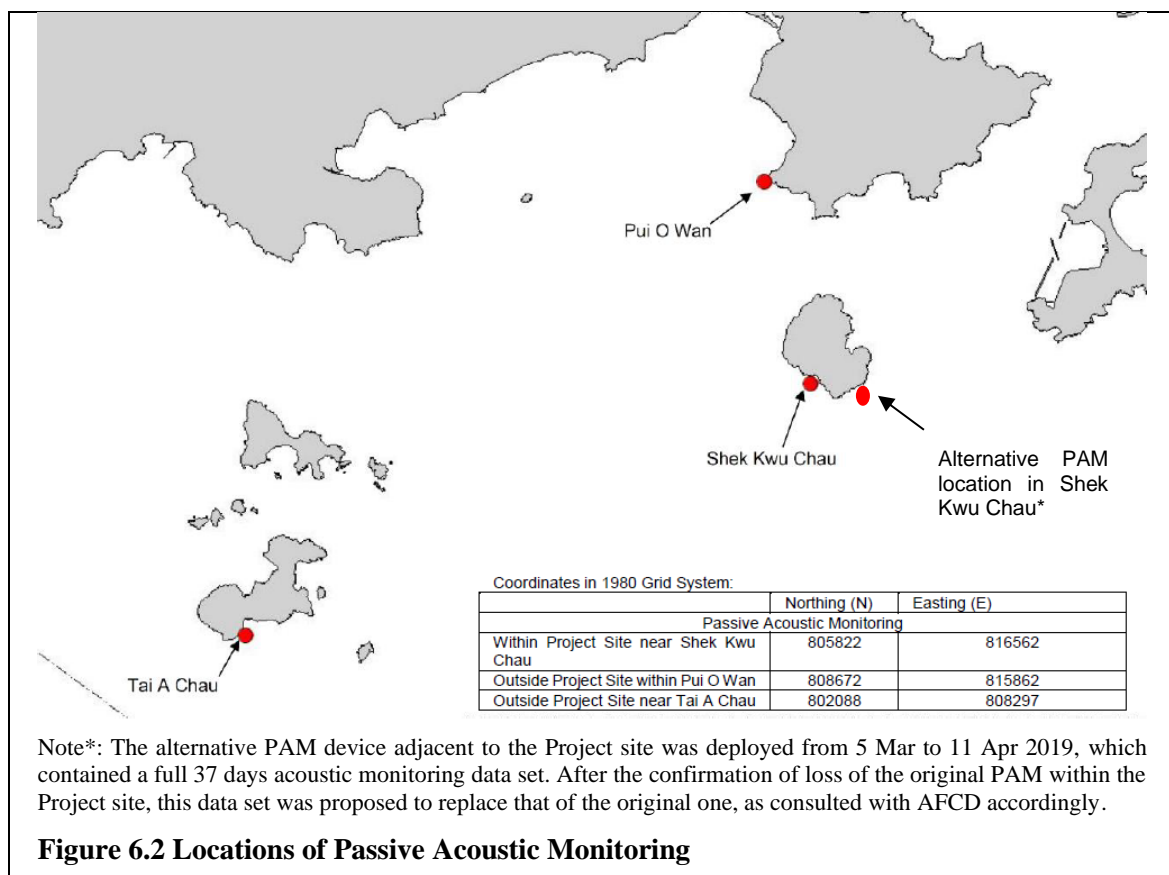 Pui O Wan
Shek Kwu Chau
Alternative PAM
location in Shek
Kwu Chau*
Tai A Chau
Coordinates in 1980 Grid System:
Northing (N) Easting (E)
Passive Acoustic Monitoring
Within Project Site near Shek Kwu Chau 805822 816562
Outside Project Site within Pui O Wan 808672 815862
Outside Project Site near Tai A Chau 802088 808297
Note*: The alternative PAM device adjacent to the Project site was deployed from 5 Mar to 11 Apr 2019, which
contained a full 37 days acoustic monitoring data set. After the confirmation of loss of the original PAM within the
Project site, this data set was proposed to replace that of the original one, as consulted with AFCD accordingly.
Figure 6.2 Locations of Passive Acoustic Monitoring